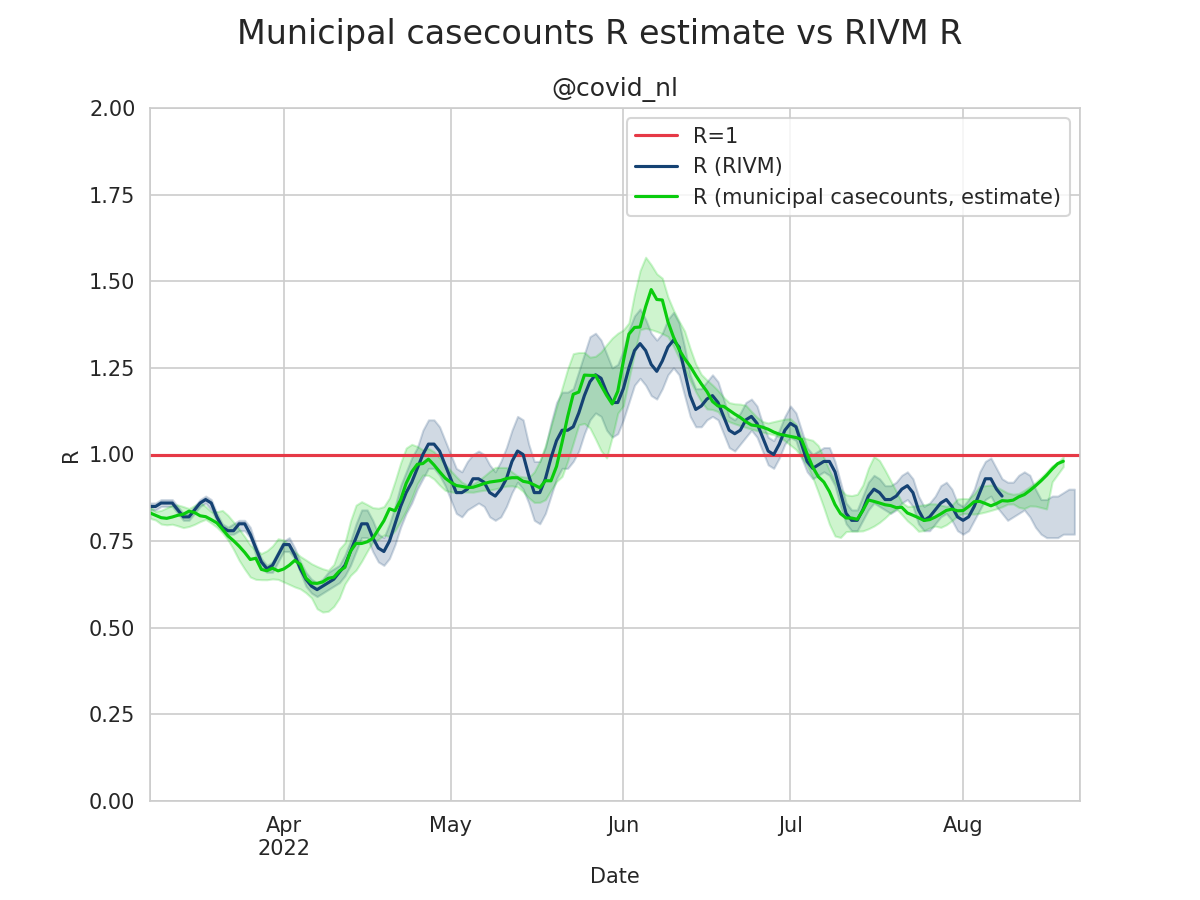 Municipal casecounts R estimate vs RIVM R
@covid_nl
2.00
1.75
1.50
1.25
1.00
0.75
0.50
0.25
0.00
R
R=1
R (RIVM)
R (municipal casecounts, estimate)
Apr
2022
May
Jun
Jul
Aug
Date